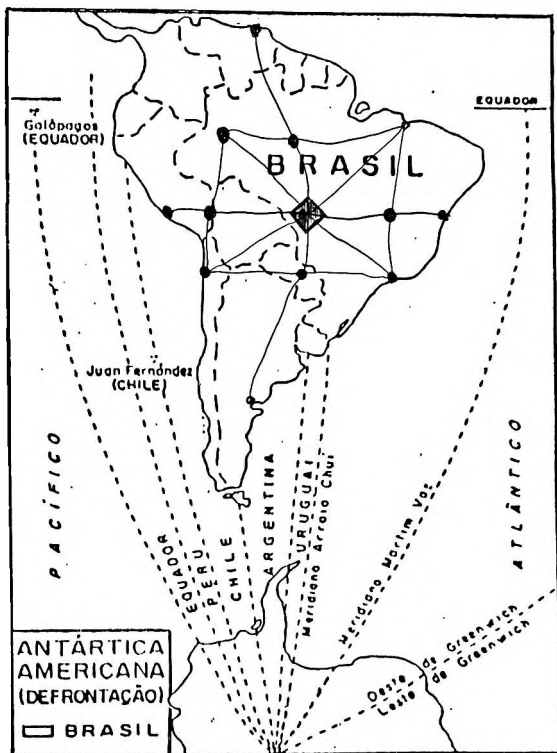 EQUADOR
Galápagos
(EQUADOR)
BRASIL
Juan Fernández
(CHILE)
PACÍFICO
EQUADOR
PERU
CHILE
ARGENTINA
URUGUAI
Meridiano Arroio Chuí
Meridiano Martim Vaz
ATLÂNTICO
Oeste de Greenwich
Leste de Greenwich
ANTÁRTICA
AMERICANA
(DEFRONTAÇÃO)
BRASIL